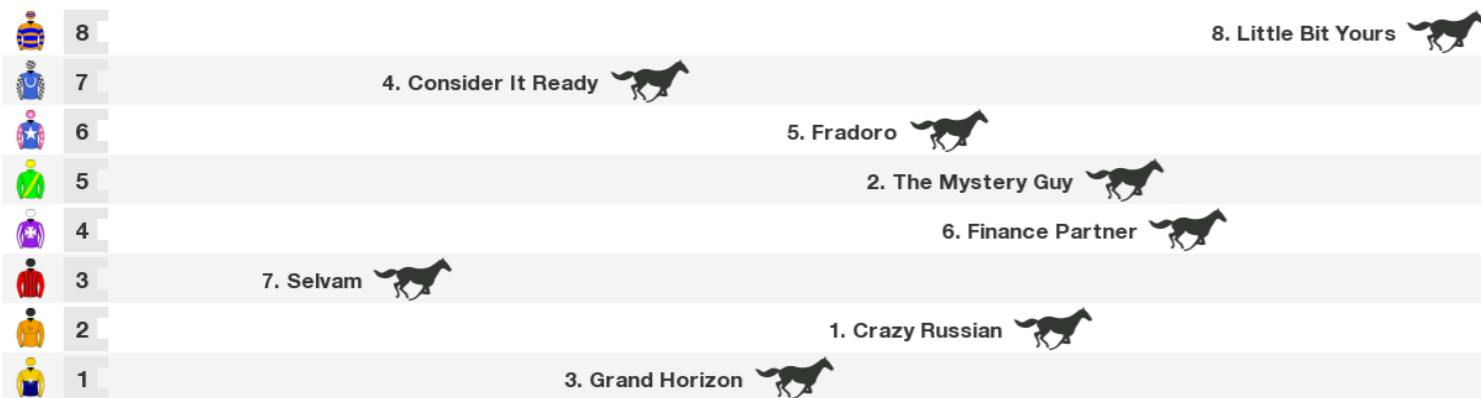 8 8. Little Bit Yours
7 4. Consider It Ready
6 5. Fradoro
5 2. The Mystery Guy
4 6. Finance Partner
3 7. Selvam
2 1. Crazy Russian
1 3. Grand Horizon